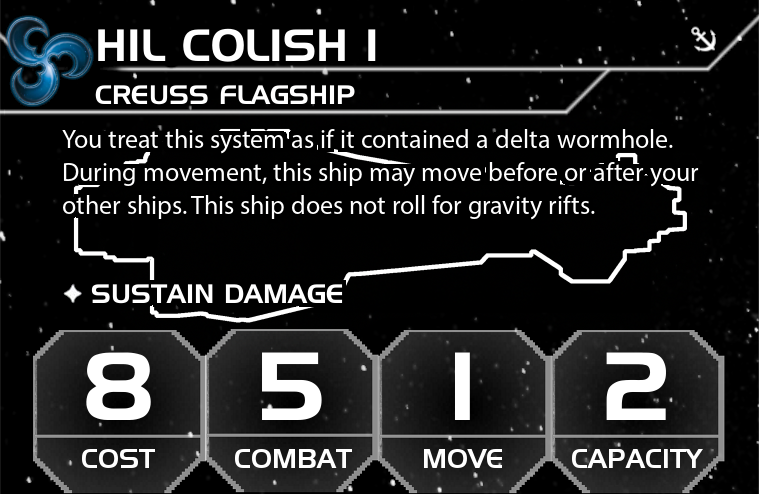 HIL COLISH I
CREUSS FLAGSHIP
You treat this system as if it contained a delta wormhole.
During movement, this ship may move before or after your
other ships. This ship does not roll for gravity rifts.
SUSTAIN DAMAGE
8 5 1 2
COST COMBAT MOVE CAPACITY